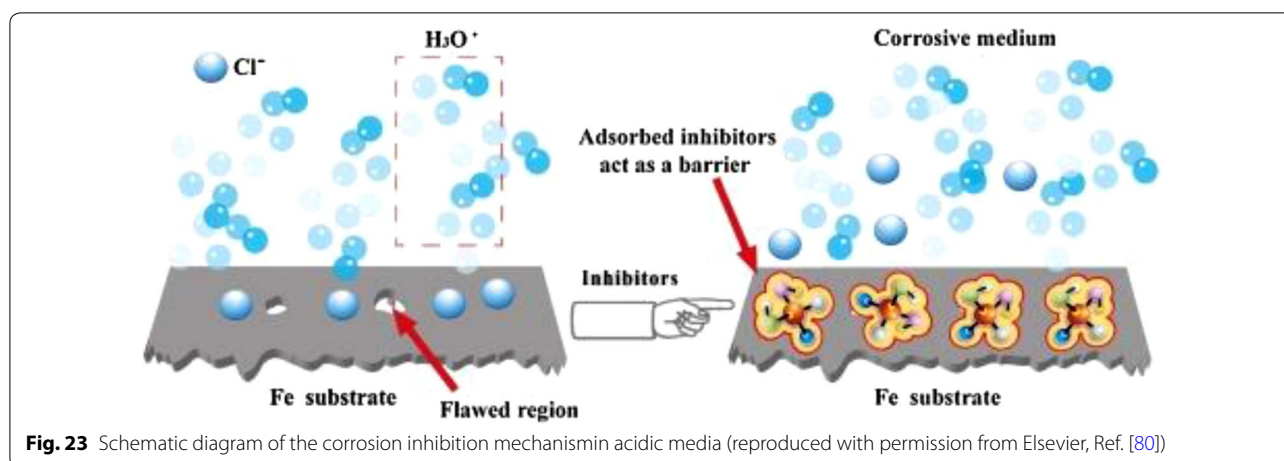 H₃O⁺
Cl⁻
Corrosive medium
Adsorbed inhibitors
act as a barrier
Inhibitors
Fe substrate
Flawed region
Fe substrate
Fig. 23 Schematic diagram of the corrosion inhibition mechanismin acidic media (reproduced with permission from Elsevier, Ref. [80])